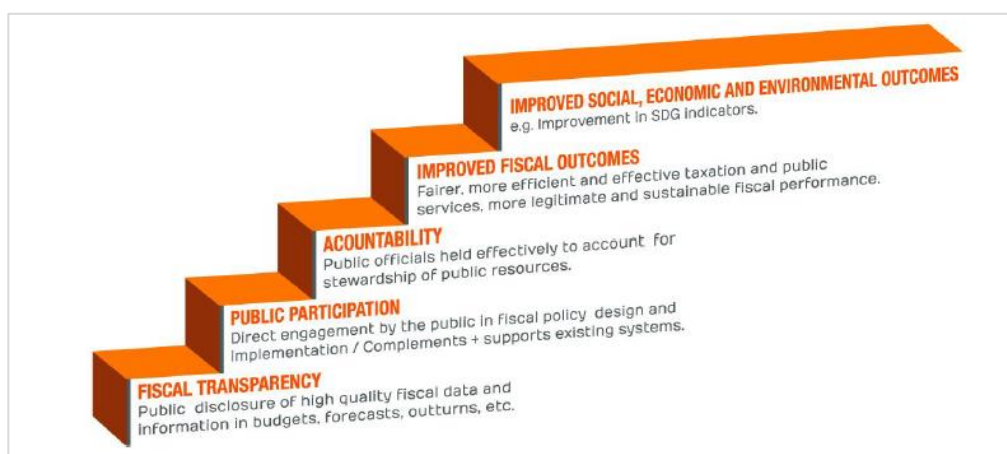 IMPROVED SOCIAL, ECONOMIC AND ENVIRONMENTAL OUTCOMES
e.g. Improvement in SDG Indicators.
IMPROVED FISCAL OUTCOMES
Fairer, more efficient and effective taxation and public
services, more legitimate and sustainable fiscal performance.
ACOUNTABILITY
Public officials held effectively to account for
stewardship of public resources.
PUBLIC PARTICIPATION
Direct engagement by the public in fiscal policy design and
Implementation / Complements + supports existing systems.
FISCAL TRANSPARENCY
Public disclosure of high quality fiscal data and
Information in budgets, forecasts, outturns, etc.